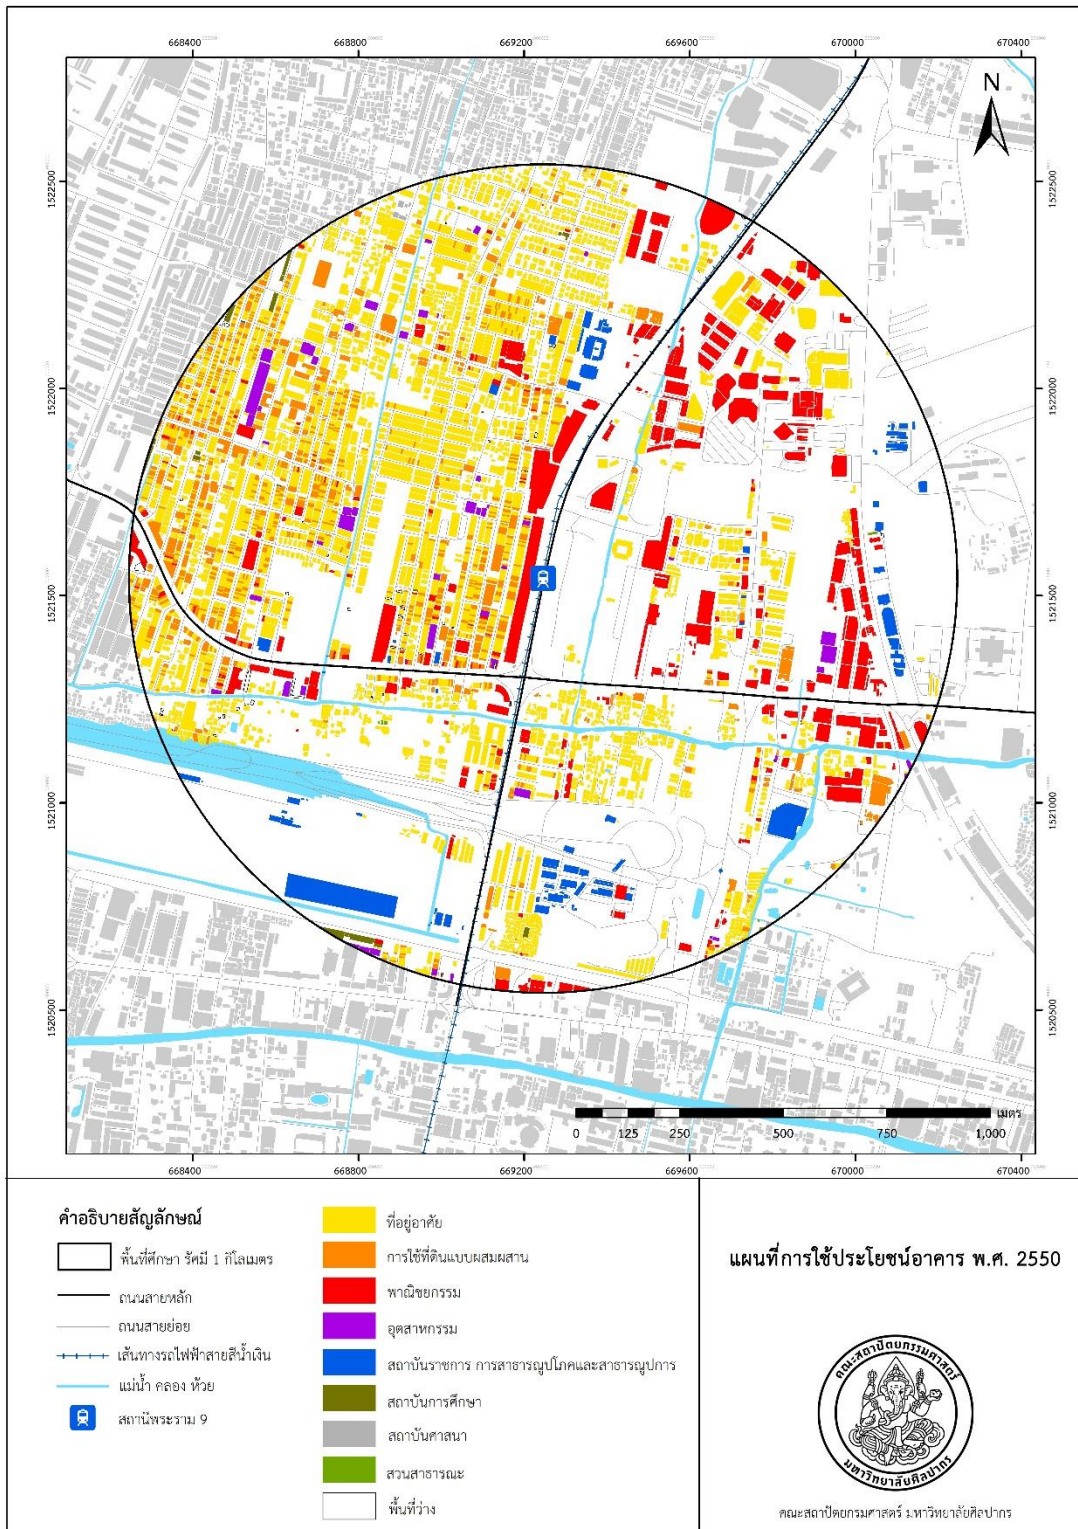 668400 668800 669200 669600 670000 670400
N
1522500 1522500
1522000 1522000
1521500 1521500
1521000 1521000
1520500 1520500
เมตร
0 125 250 500 750 1,000
668400 668800 669200 669600 670000 670400
คำอธิบายสัญลักษณ์
พื้นที่ศึกษา รัศมี 1 กิโลเมตร
ถนนสายหลัก
ถนนสายย่อย
เส้นทางรถไฟฟ้าสายสีน้ำเงิน
แม่น้ำ คลอง ห้วย
สถานีพระราม 9
ที่อยู่อาศัย
การใช้ที่ดินแบบผสมผสาน
พาณิชยกรรม
อุตสาหกรรม
สถาบันราชการ การสาธารณูปโภคและสาธารณูปการ
สถาบันการศึกษา
สถาบันศาสนา
สวนสาธารณะ
พื้นที่ว่าง
แผนที่การใช้ประโยชน์อาคาร พ.ศ. 2550
คณะสถาปัตยกรรมศาสตร์
มหาวิทยาลัยศิลปากร
คณะสถาปัตยกรรมศาสตร์ มหาวิทยาลัยศิลปากร